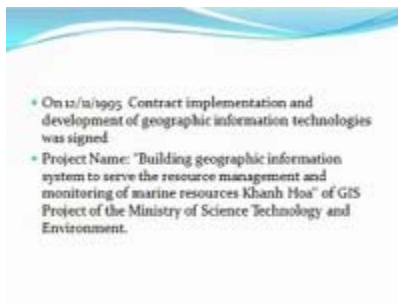 On 12/11/1995 Contract implementation and
development of geographic information technologies
was signed
Project Name: "Building geographic information
system to serve the resource management and
monitoring of marine resources Khanh Hoa" of GIS
Project of the Ministry of Science Technology and
Environment.